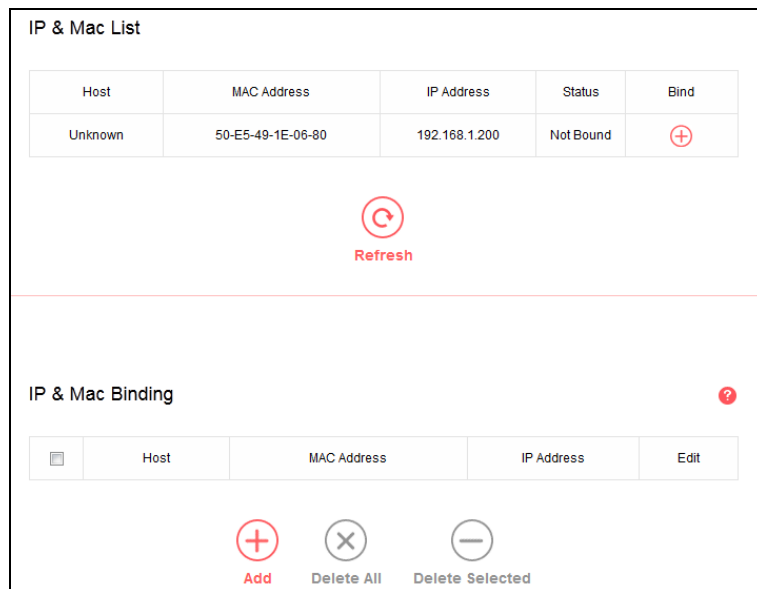 IP & Mac List
Host MAC Address IP Address Status Bind
Unknown 50-E5-49-1E-06-80 192.168.1.200 Not Bound
Refresh
IP & Mac Binding ?
Host MAC Address IP Address Edit
Add Delete All Delete Selected